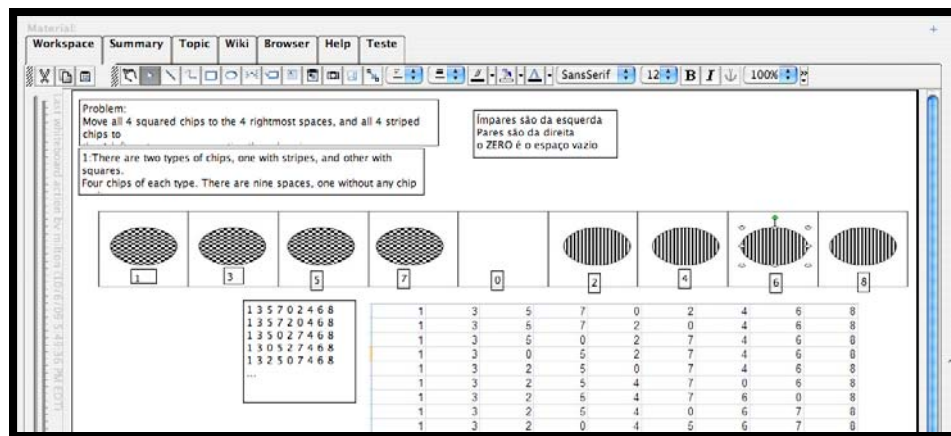 Material:
Workspace Summary Topic Wiki Browser Help Teste
SansSerif 12 B I 100%
Problem:
Move all 4 squared chips to the 4 rightmost spaces, and all 4 striped
chips to
1:There are two types of chips, one with stripes, and other with
squares.
Four chips of each type. There are nine spaces, one without any chip
Ímpares são da esquerda
Pares são da direita
o ZERO é o espaço vazio
1 3 5 7 0 2 4 6 8
1 3 5 7 0 2 4 6 8
1 3 5 7 2 0 4 6 8
1 3 5 0 2 7 4 6 8
1 3 0 5 2 7 4 6 8
1 3 2 5 0 7 4 6 8
...
1 3 5 7 0 2 4 6 8
1 3 5 7 2 0 4 6 8
1 3 5 0 2 7 4 6 8
1 3 0 5 2 7 4 6 8
1 3 2 5 0 7 4 6 8
1 3 2 5 4 7 0 6 8
1 3 2 5 4 7 6 0 8
1 3 2 5 4 0 6 7 8
1 3 2 0 4 5 6 7 8